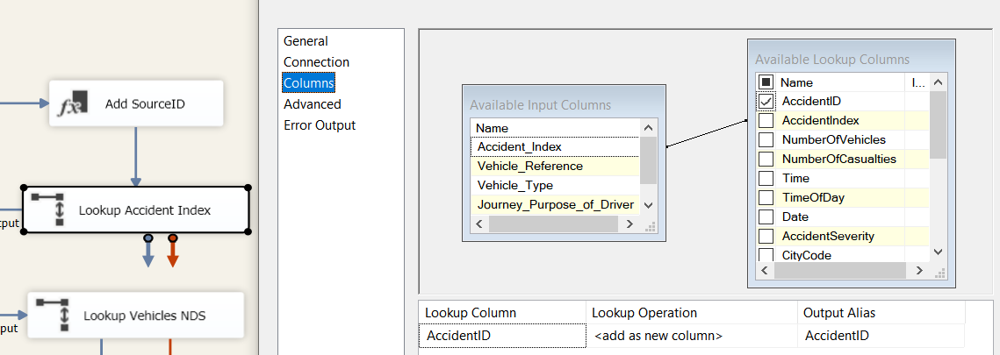 Add SourceID
Lookup Accident Index
put
Lookup Vehicles NDS
put
General
Connection
Columns
Advanced
Error Output
Available Input Columns
Name
Accident_Index
Vehicle_Reference
Vehicle_Type
Journey_Purpose_of_Driver
Available Lookup Columns
Name I...
AccidentID
AccidentIndex
NumberOfVehicles
NumberOfCasualties
Time
TimeOfDay
Date
AccidentSeverity
CityCode
Lookup Column Lookup Operation Output Alias
AccidentID <add as new column> AccidentID